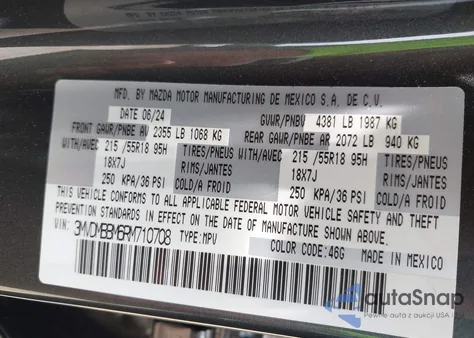 MFD. BY MAZDA MOTOR MANUFACTURING DE MEXICO S.A. DE C.V.
DATE 06/24 GVWR/PNBV 4381 LB 1987 KG
FRONT GAWR/PNBE AV 2355 LB 1068 KG REAR GAWR/PNBE AR 2072 LB 940 KG
WITH/AVEC 215 /55R18 95H TIRES/PNEUS WITH/AVEC 215 /55R18 95H TIRES/PNEUS
18X7J RIMS/JANTES 18X7J RIMS/JANTES
250 KPA/36 PSI COLD/A FROID 250 KPA/36 PSI COLD/A FROID
THIS VEHICLE CONFORMS TO ALL APPLICABLE FEDERAL MOTOR VEHICLE SAFETY AND THEFT
PREVENTION STANDARDS IN EFFECT ON THE DATE OF MANUFACTURE SHOWN ABOVE.
VIN: 3MVDMBBM6RM710708 TYPE: MPV
COLOR CODE: 46G MADE IN MEXICO
autoSnap
Pewne auta z aukcji USA i